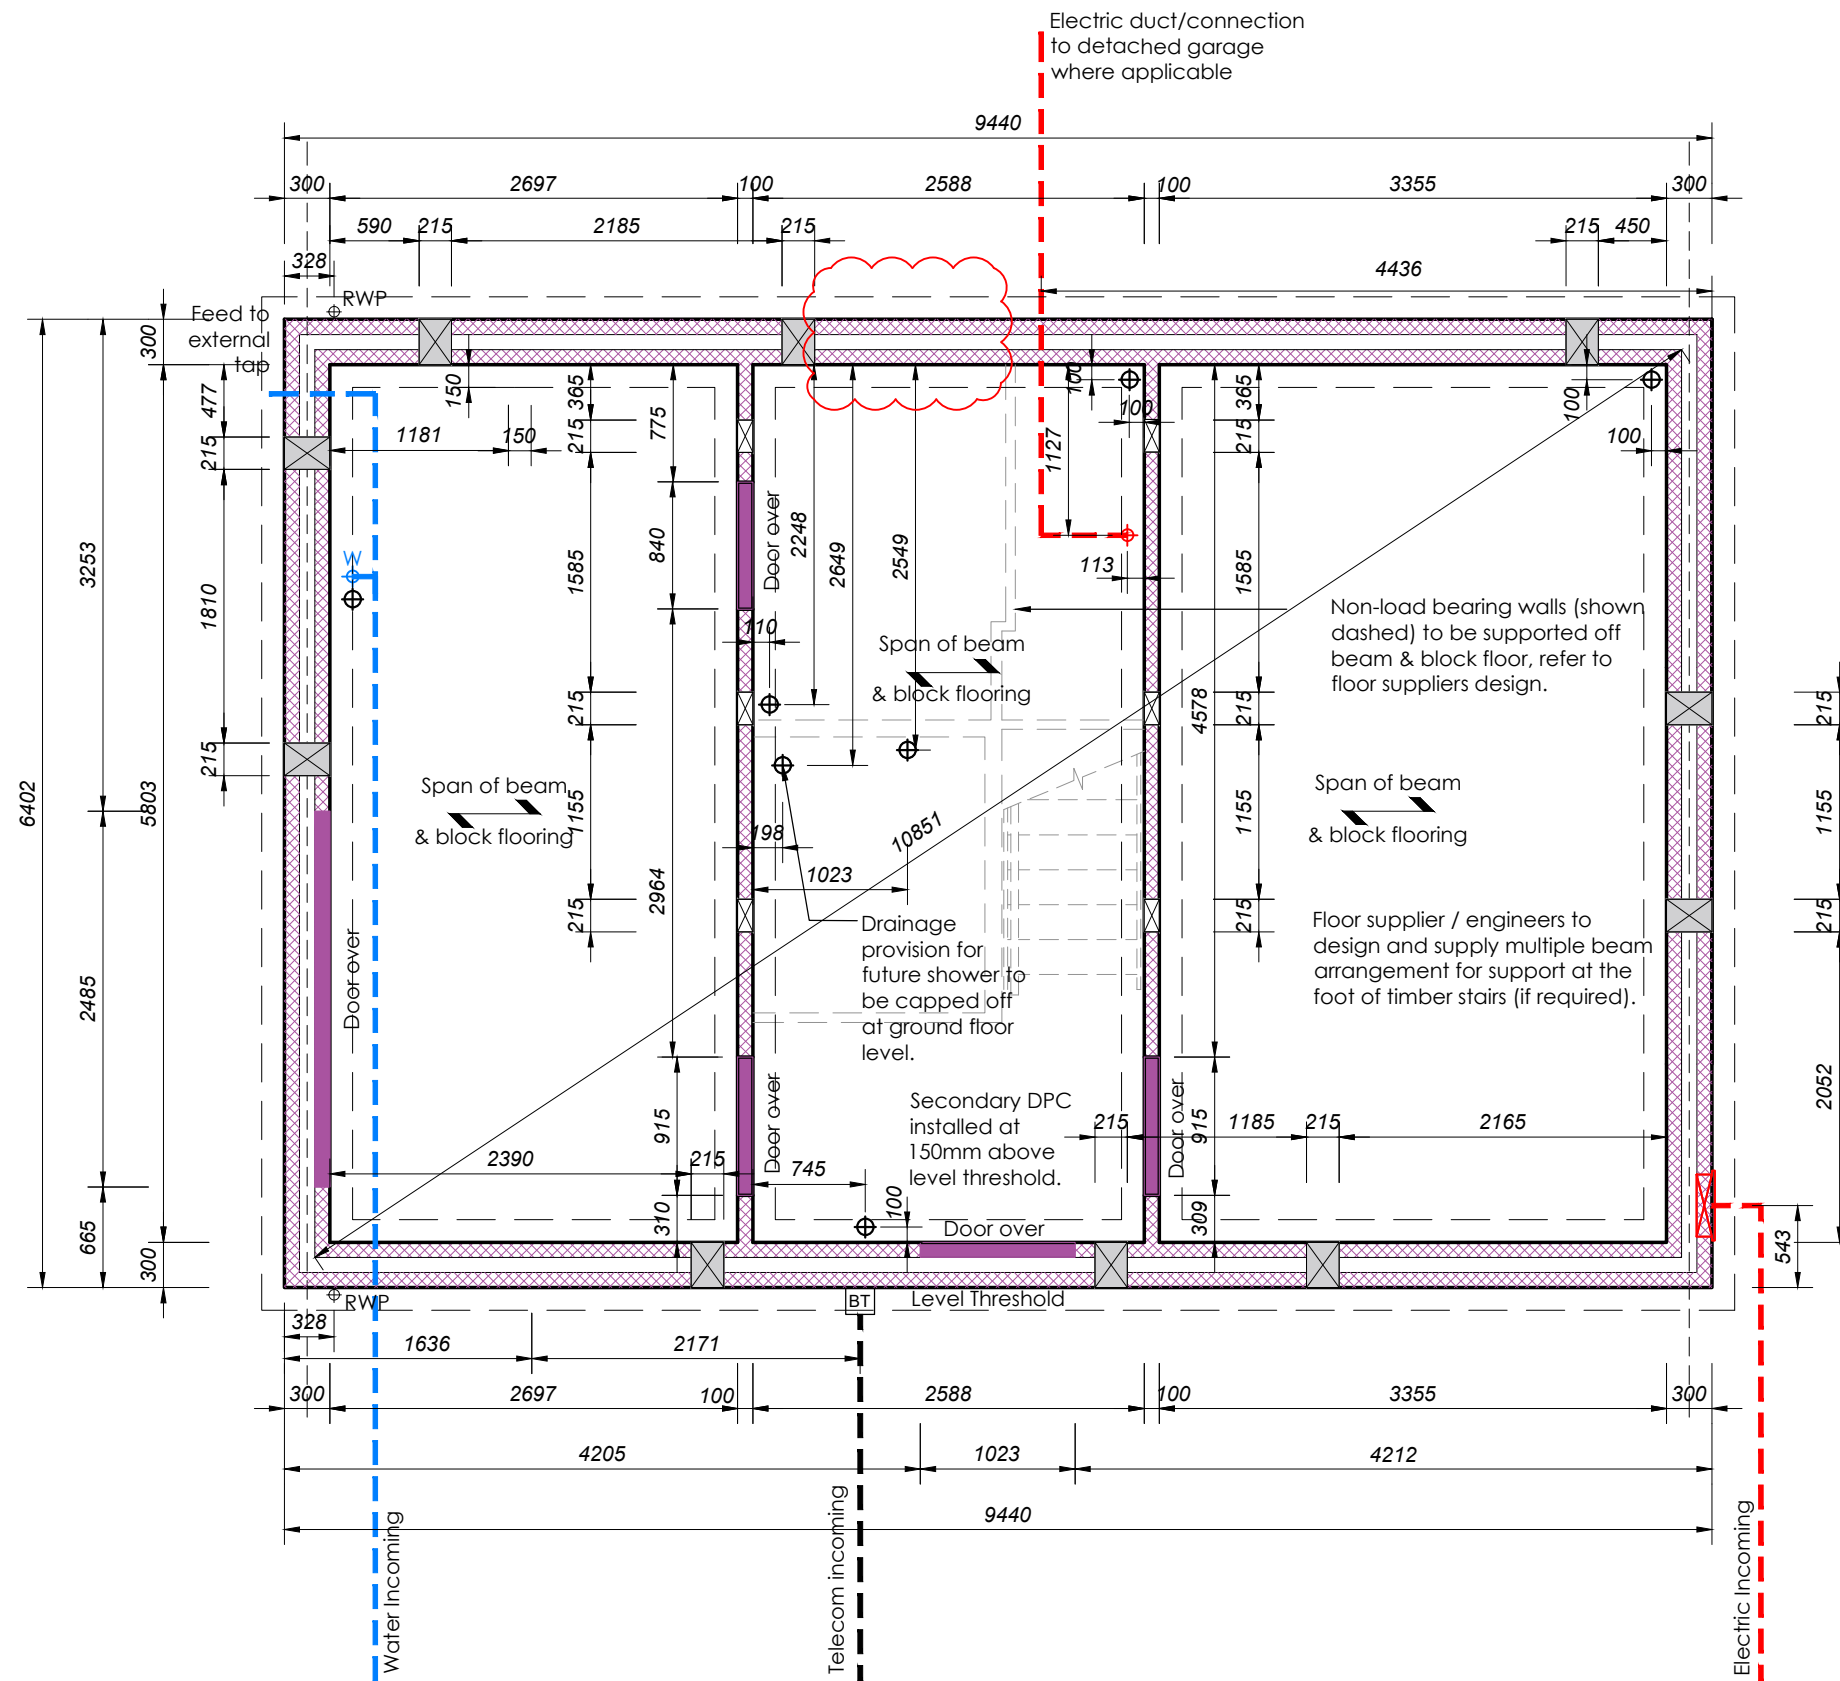 Electric duct/connection
to detached garage
where applicable
9440
300
2697
100
2588
100
3355
300
590
215
2185
215
215
450
328
4436
RWP
Feed to
external
tap
300
477
215
1810
215
3253
2485
665
300
6402
5803
1181
150
150
365
215
1585
215
1155
215
775
840
2964
915
310
Door over
2248
2649
2549
100
100
1127
113
365
215
1585
215
1155
215
4578
915
309
100
100
W
110
Span of beam
& block flooring
Non-load bearing walls (shown
dashed) to be supported off
beam & block floor, refer to
floor suppliers design.
Span of beam
& block flooring
Span of beam
& block flooring
198
10851
1023
Drainage
provision for
future shower to
be capped off
at ground floor
level.
Floor supplier / engineers to
design and supply multiple beam
arrangement for support at the
foot of timber stairs (if required).
215
1155
215
2052
543
Door over
Door over
Door over
Secondary DPC
installed at
150mm above
level threshold.
215
1185
215
2165
2390
215
745
100
Door over
RWP
BT
Level Threshold
328
1636
2171
300
2697
100
2588
100
3355
300
4205
1023
4212
9440
Water Incoming
Telecom incoming
Electric Incoming